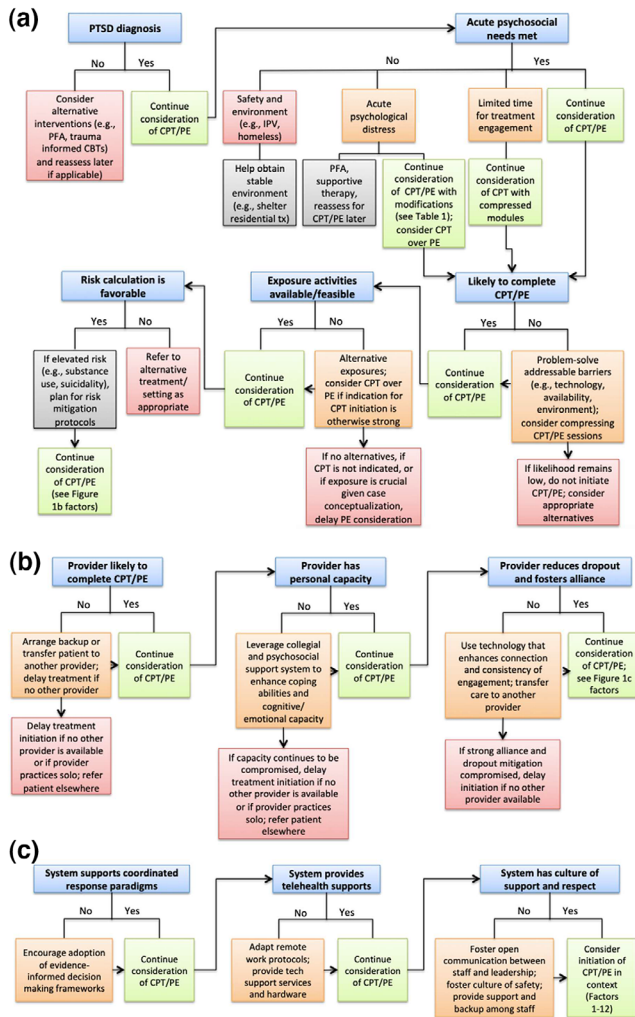 (a)
PTSD diagnosis
No
Yes
Consider
alternative
interventions (e.g.,
PFA, trauma
informed CBTs)
and reassess later
if applicable)
Continue
consideration
of CPT/PE
Acute psychosocial
needs met
No
Yes
Safety and
environment
(e.g., IPV,
homeless)
Acute
psychological
distress
Limited time
for treatment
engagement
Continue
consideration
of CPT/PE
Help obtain
stable
environment
(e.g., shelter
residential tx)
PFA,
supportive
therapy,
reassess for
CPT/PE later
Continue
consideration
of CPT/PE with
modifications
(see Table 1);
consider CPT
over PE
Continue
consideration
of CPT with
compressed
modules
Risk calculation is
favorable
Yes
No
If elevated risk
(e.g., substance
use, suicidality),
plan for risk
mitigation
protocols
Refer to
alternative
treatment/
setting as
appropriate
Continue
consideration
of CPT/PE
(see Figure
1b factors)
Exposure activities
available/feasible
Yes
No
Continue
consideration
of CPT/PE
Alternative
exposures;
consider CPT over
PE if indication for
CPT initiation is
otherwise strong
If no alternatives, if
CPT is not indicated, or
if exposure is crucial
given case
conceptualization,
delay PE consideration
Likely to complete
CPT/PE
Yes
No
Continue
consideration
of CPT/PE
Problem-solve
addressable barriers
(e.g., technology,
availability,
environment);
consider compressing
CPT/PE sessions
If likelihood remains
low, do not initiate
CPT/PE; consider
appropriate
alternatives
(b)
Provider likely to
complete CPT/PE
No
Yes
Arrange backup or
transfer patient to
another provider;
delay treatment if
no other provider
Continue
consideration
of CPT/PE
Delay treatment
initiation if no other
provider is available
or if provider
practices solo; refer
patient elsewhere
Provider has
personal capacity
No
Yes
Leverage collegial
and psychosocial
support system to
enhance coping
abilities and
cognitive/
emotional capacity
Continue
consideration
of CPT/PE
If capacity continues to
be compromised, delay
treatment initiation if no
other provider is available
or if provider practices
solo; refer patient
elsewhere
Provider reduces dropout
and fosters alliance
No
Yes
Use technology that
enhances connection
and consistency of
engagement; transfer
care to another
provider
Continue
consideration
of CPT/PE;
see Figure 1c
factors
If strong alliance and
dropout mitigation
compromised, delay
initiation if no other
provider available
(c)
System supports coordinated
response paradigms
No
Yes
Encourage adoption
of evidence-
informed decision
making frameworks
Continue
consideration of
CPT/PE
System provides
telehealth supports
No
Yes
Adapt remote
work protocols;
provide tech
support services
and hardware
Continue
consideration
of CPT/PE
System has culture of
support and respect
No
Yes
Foster open
communication between
staff and leadership;
foster culture of safety;
provide support and
backup among staff
Consider
initiation of
CPT/PE in
context
(Factors
1-12)